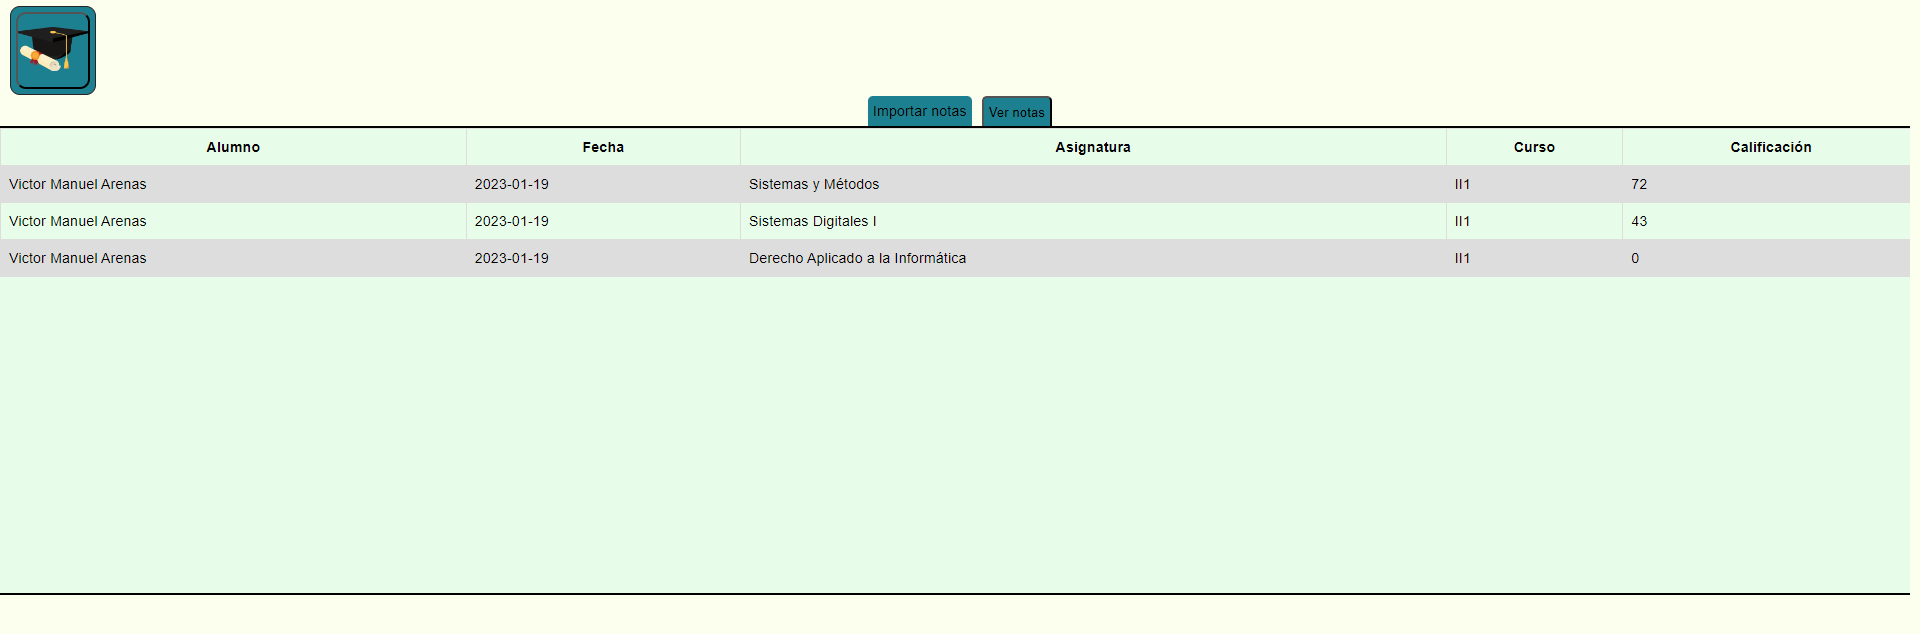 Importar notas Ver notas
Alumno Fecha Asignatura Curso Calificación
Victor Manuel Arenas 2023-01-19 Sistemas y Métodos II1 72
Victor Manuel Arenas 2023-01-19 Sistemas Digitales I II1 43
Victor Manuel Arenas 2023-01-19 Derecho Aplicado a la Informática II1 0